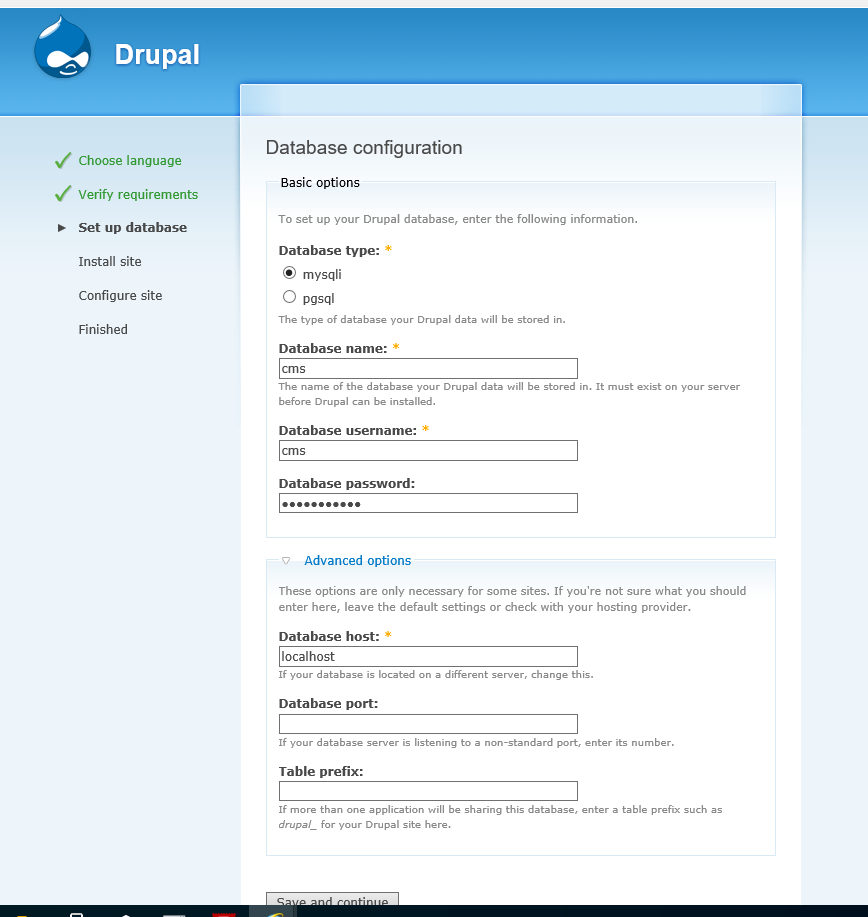 Drupal
Choose language
Verify requirements
Set up database
Install site
Configure site
Finished
Database configuration
Basic options
To set up your Drupal database, enter the following information.
Database type: *
mysqli
pgsql
The type of database your Drupal data will be stored in.
Database name: *
cms
The name of the database your Drupal data will be stored in. It must exist on your server
before Drupal can be installed.
Database username: *
cms
Database password:
•••••••••••
Advanced options
These options are only necessary for some sites. If you're not sure what you should
enter here, leave the default settings or check with your hosting provider.
Database host: *
localhost
If your database is located on a different server, change this.
Database port:
If your database server is listening to a non-standard port, enter its number.
Table prefix:
If more than one application will be sharing this database, enter a table prefix such as
drupal_ for your Drupal site here.
Save and continue